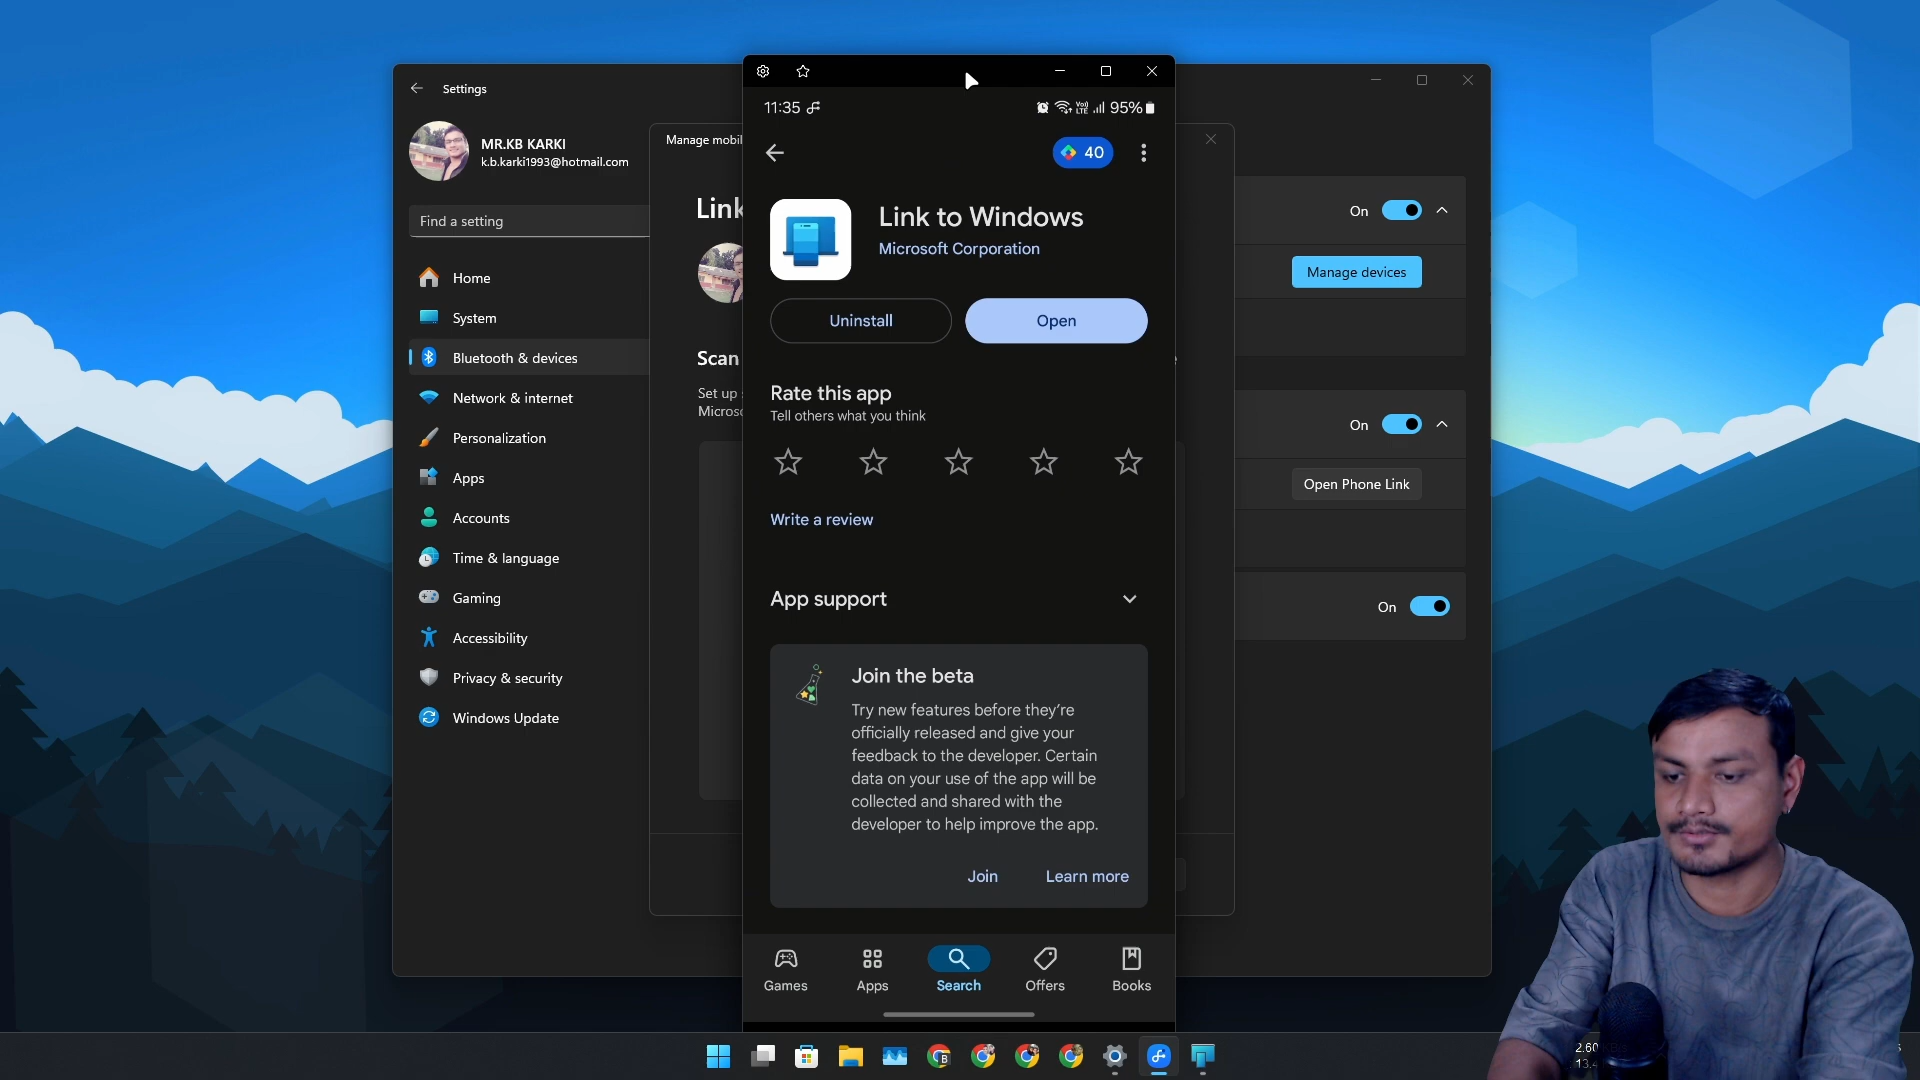 Settings
MR.KB KARKI
k.b.karki1993@hotmail.com
Find a setting
Home
System
Bluetooth & devices
Network & internet
Personalization
Apps
Accounts
Time & language
Gaming
Accessibility
Privacy & security
Windows Update
Manage mobil
Link
Scan
Set up
Micros
11:35
95%
40
Link to Windows
Microsoft Corporation
Uninstall
Open
Rate this app
Tell others what you think
Write a review
App support
Join the beta
Try new features before they’re
officially released and give your
feedback to the developer. Certain
data on your use of the app will be
collected and shared with the
developer to help improve the app.
Join
Learn more
Games
Apps
Search
Offers
Books
On
Manage devices
On
Open Phone Link
On